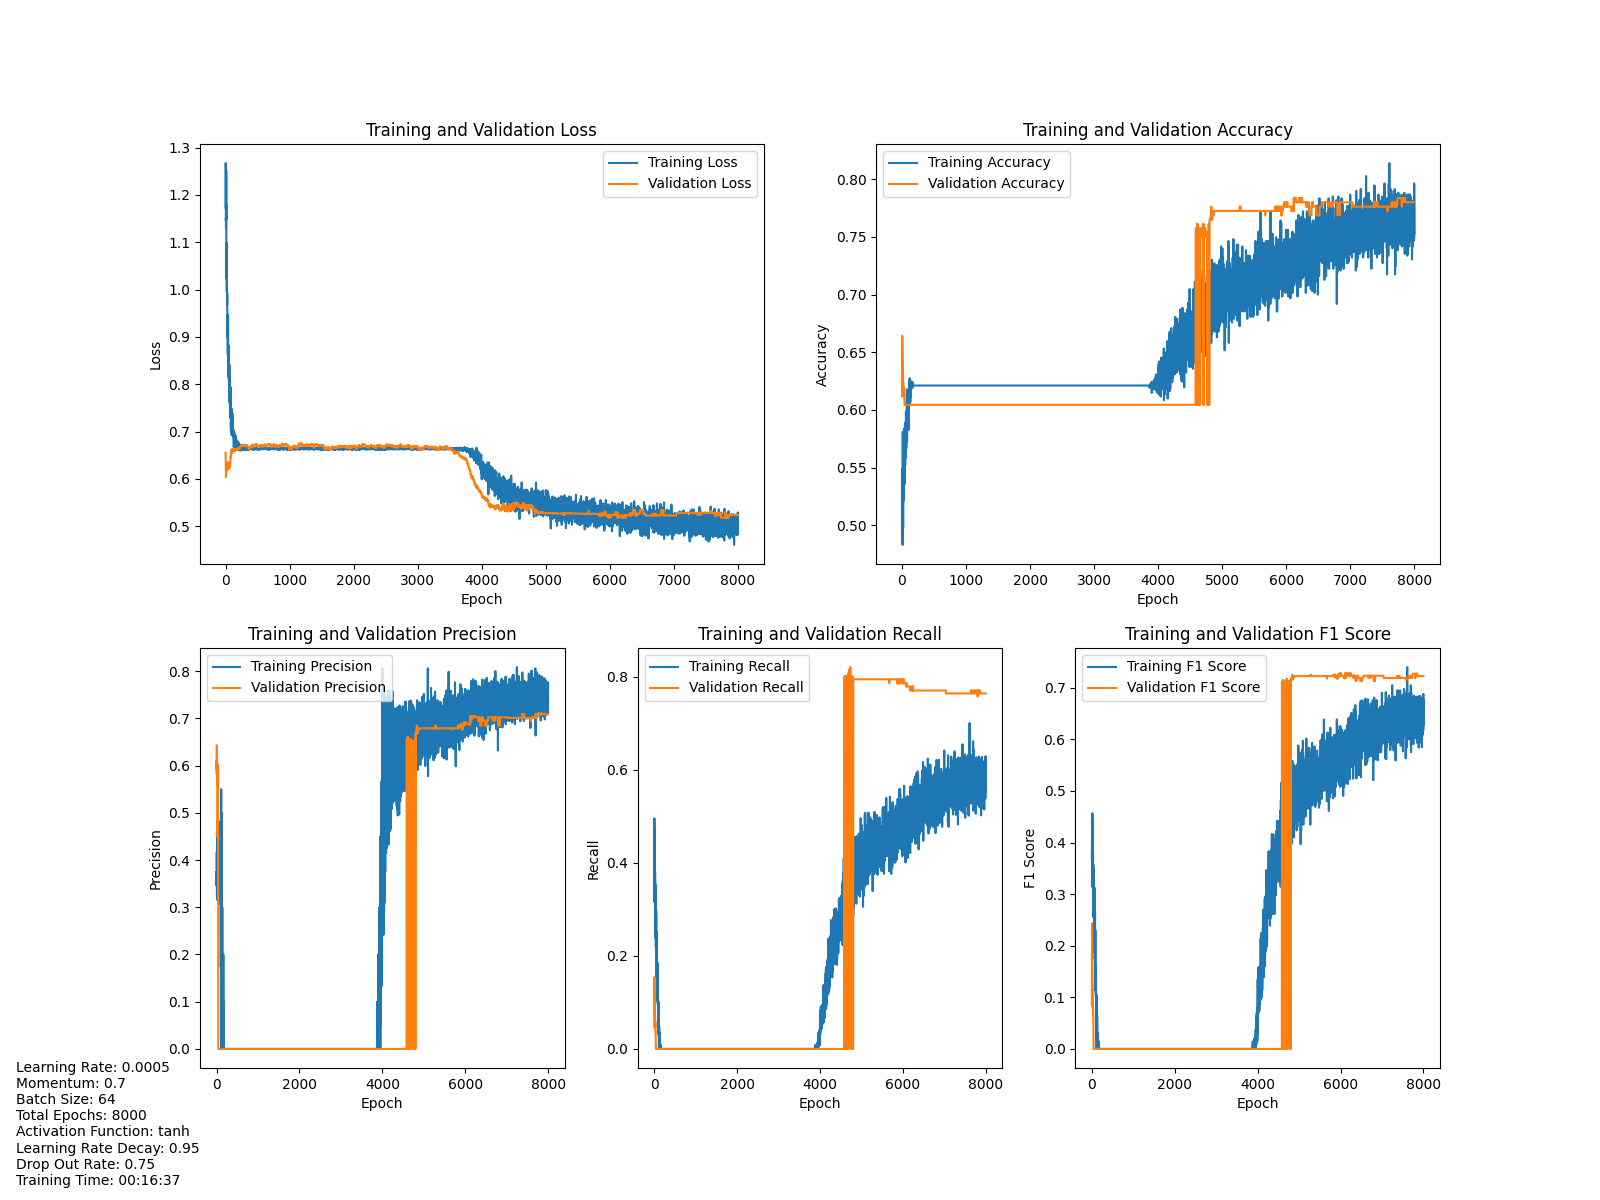 Training and Validation Loss
Training Loss
Validation Loss
1.3
1.2
1.1
1.0
0.9
0.8
0.7
0.6
0.5
Loss
0 1000 2000 3000 4000 5000 6000 7000 8000
Epoch
Training and Validation Accuracy
Training Accuracy
Validation Accuracy
0.80
0.75
0.70
0.65
0.60
0.55
0.50
Accuracy
0 1000 2000 3000 4000 5000 6000 7000 8000
Epoch
Training and Validation Precision
Training Precision
Validation Precision
0.8
0.7
0.6
0.5
0.4
0.3
0.2
0.1
0.0
Precision
0 2000 4000 6000 8000
Epoch
Training and Validation Recall
Training Recall
Validation Recall
0.8
0.6
0.4
0.2
0.0
Recall
0 2000 4000 6000 8000
Epoch
Training and Validation F1 Score
Training F1 Score
Validation F1 Score
0.7
0.6
0.5
0.4
0.3
0.2
0.1
0.0
F1 Score
0 2000 4000 6000 8000
Epoch
Learning Rate: 0.0005
Momentum: 0.7
Batch Size: 64
Total Epochs: 8000
Activation Function: tanh
Learning Rate Decay: 0.95
Drop Out Rate: 0.75
Training Time: 00:16:37